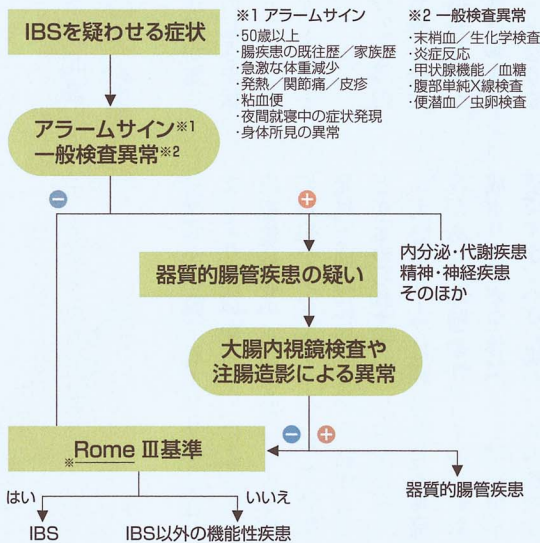 IBSを疑わせる症状
※1 アラームサイン
・50歳以上
・腸疾患の既往歴／家族歴
・急激な体重減少
・発熱／関節痛／皮疹
・粘血便
・夜間就寝中の症状発現
・身体所見の異常
※2 一般検査異常
・末梢血／生化学検査
・炎症反応
・甲状腺機能／血糖
・腹部単純X線検査
・便潜血／虫卵検査
アラームサイン※1
一般検査異常※2
−
＋
内分泌・代謝疾患
精神・神経疾患
そのほか
器質的腸管疾患の疑い
大腸内視鏡検査や
注腸造影による異常
−
＋
※Rome Ⅲ基準
器質的腸管疾患
はい
いいえ
IBS
IBS以外の機能性疾患